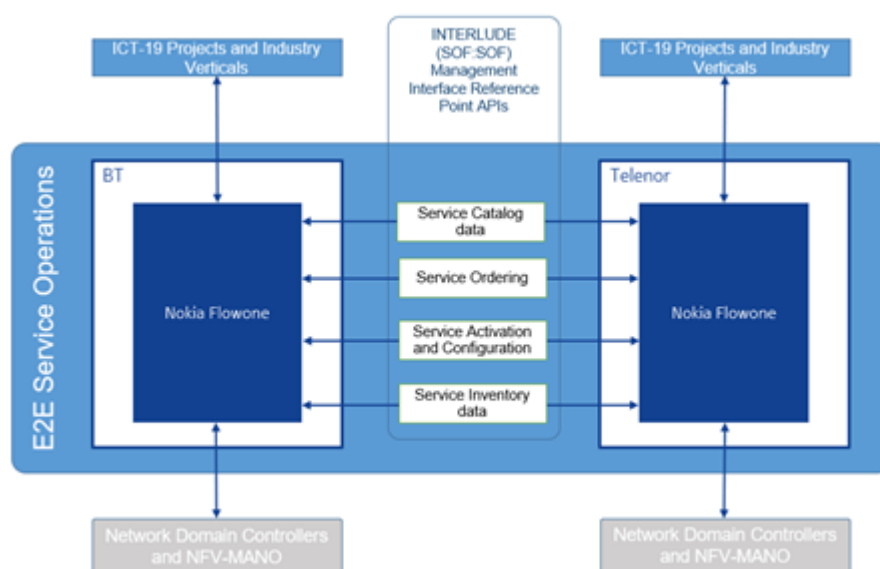 ICT-19 Projects and Industry
Verticals
INTERLUDE
(SOF:SOF)
Management
Interface Reference
Point APIs
ICT-19 Projects and Industry
Verticals
E2E Service Operations
BT
Telenor
Service Catalog
data
Service Ordering
Nokia Flowone
Nokia Flowone
Service Activation
and Configuration
Service Inventory
data
Network Domain Controllers
and NFV-MANO
Network Domain Controllers
and NFV-MANO